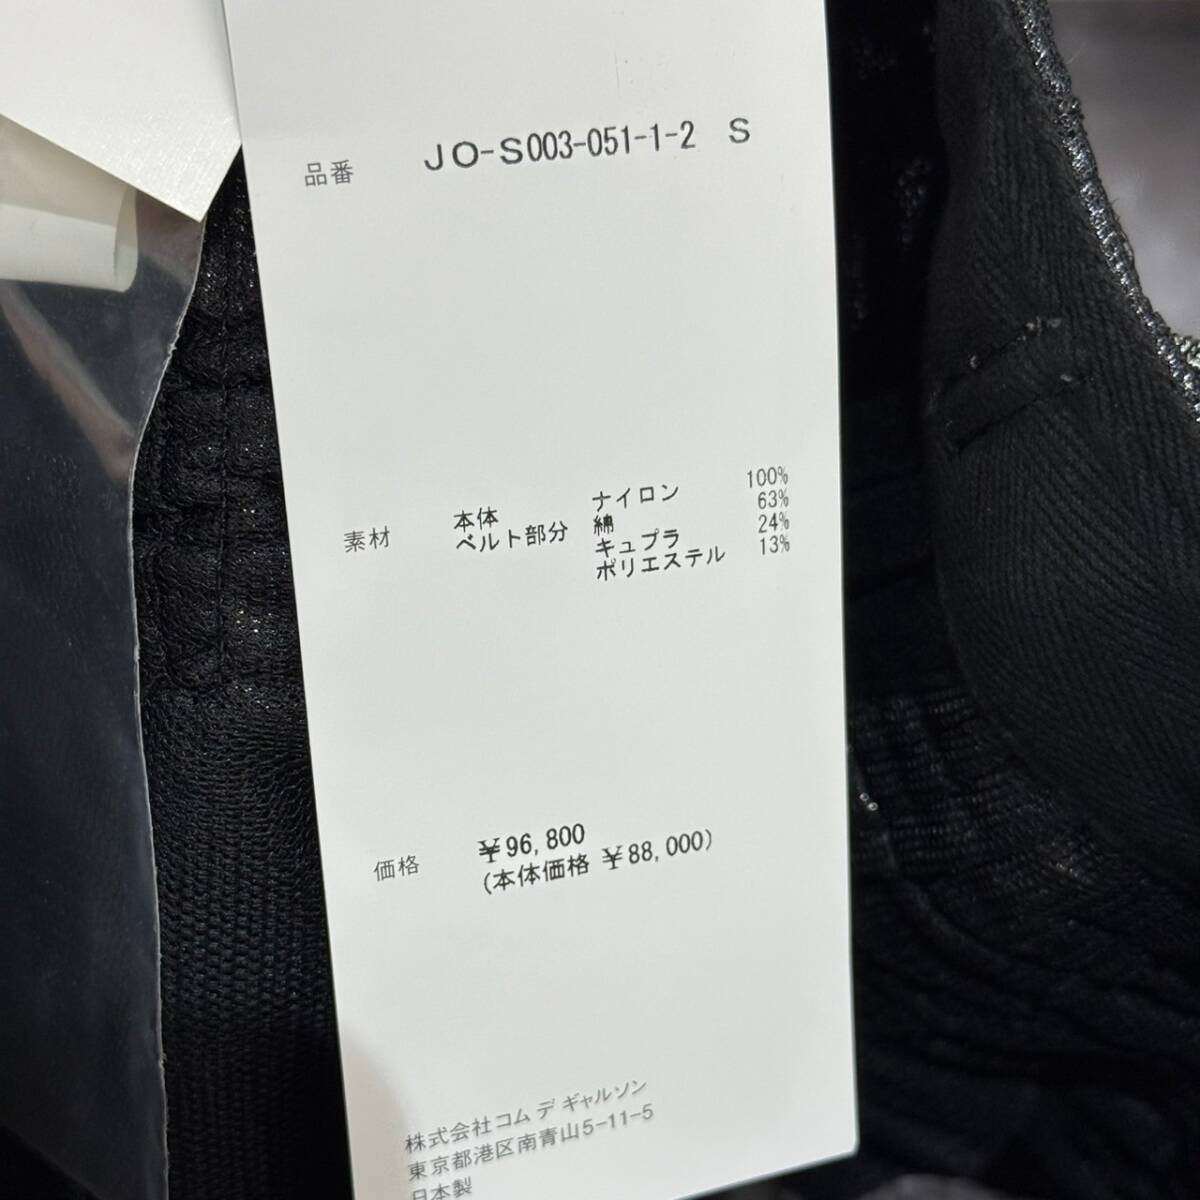 品番 JO-S003-051-1-2 S
素材 本体 ナイロン 100%
ベルト部分 綿 63%
キュプラ 24%
ポリエステル 13%
価格 ¥96,800
(本体価格 ¥88,000)
株式会社コム デ ギャルソン
東京都港区南青山5-11-5
日本製